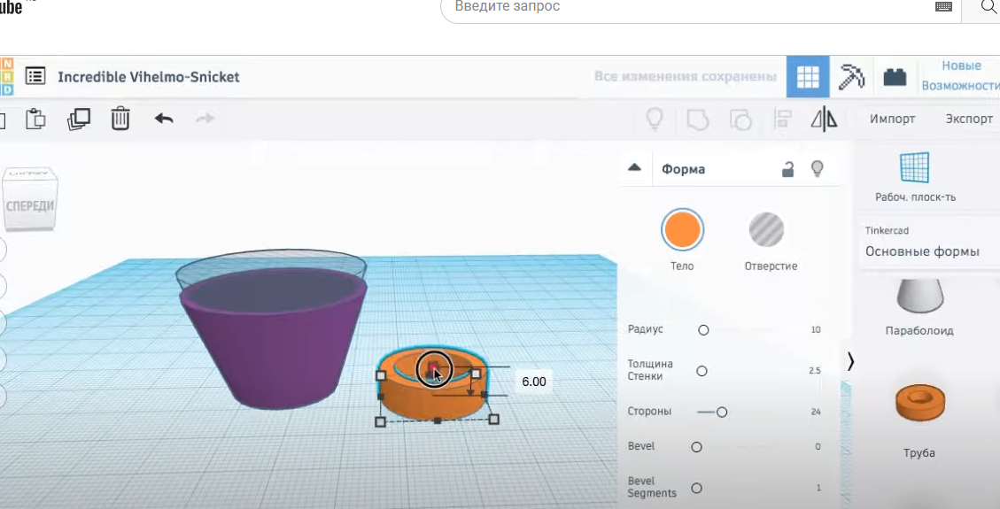 ube
Введите запрос
N
R
D
Incredible Vihelmo-Snicket
Все изменения сохранены
Новые
Возможности
Импорт
Экспорт
СПЕРЕДИ
Форма
Рабоч. плоск-ть
Тело
Отверстие
Tinkercad
Основные формы
Радиус
10
Параболоид
Толщина
Стенки
2.5
6.00
Стороны
24
Bevel
0
Труба
Bevel
Segments
1